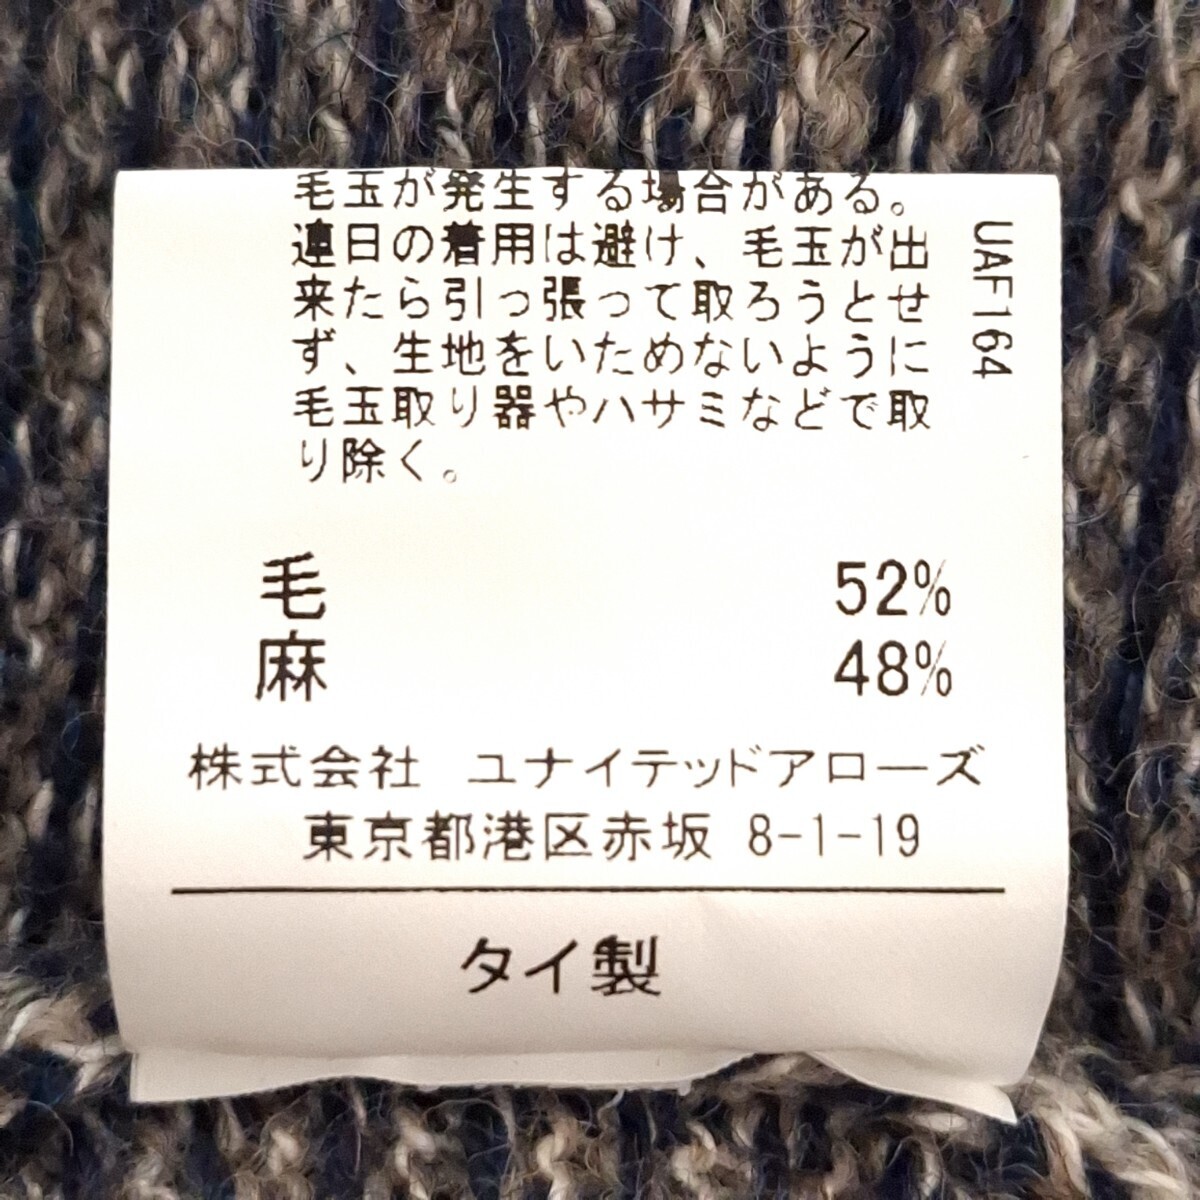 毛玉が発生する場合がある。
連日の着用は避け、毛玉が出
来たら引っ張って取ろうとせ
ず、生地をいためないように
毛玉取り器やハサミなどで取
り除く。
UAF164
毛 52%
麻 48%
株式会社 ユナイテッドアローズ
東京都港区赤坂 8-1-19
タイ製